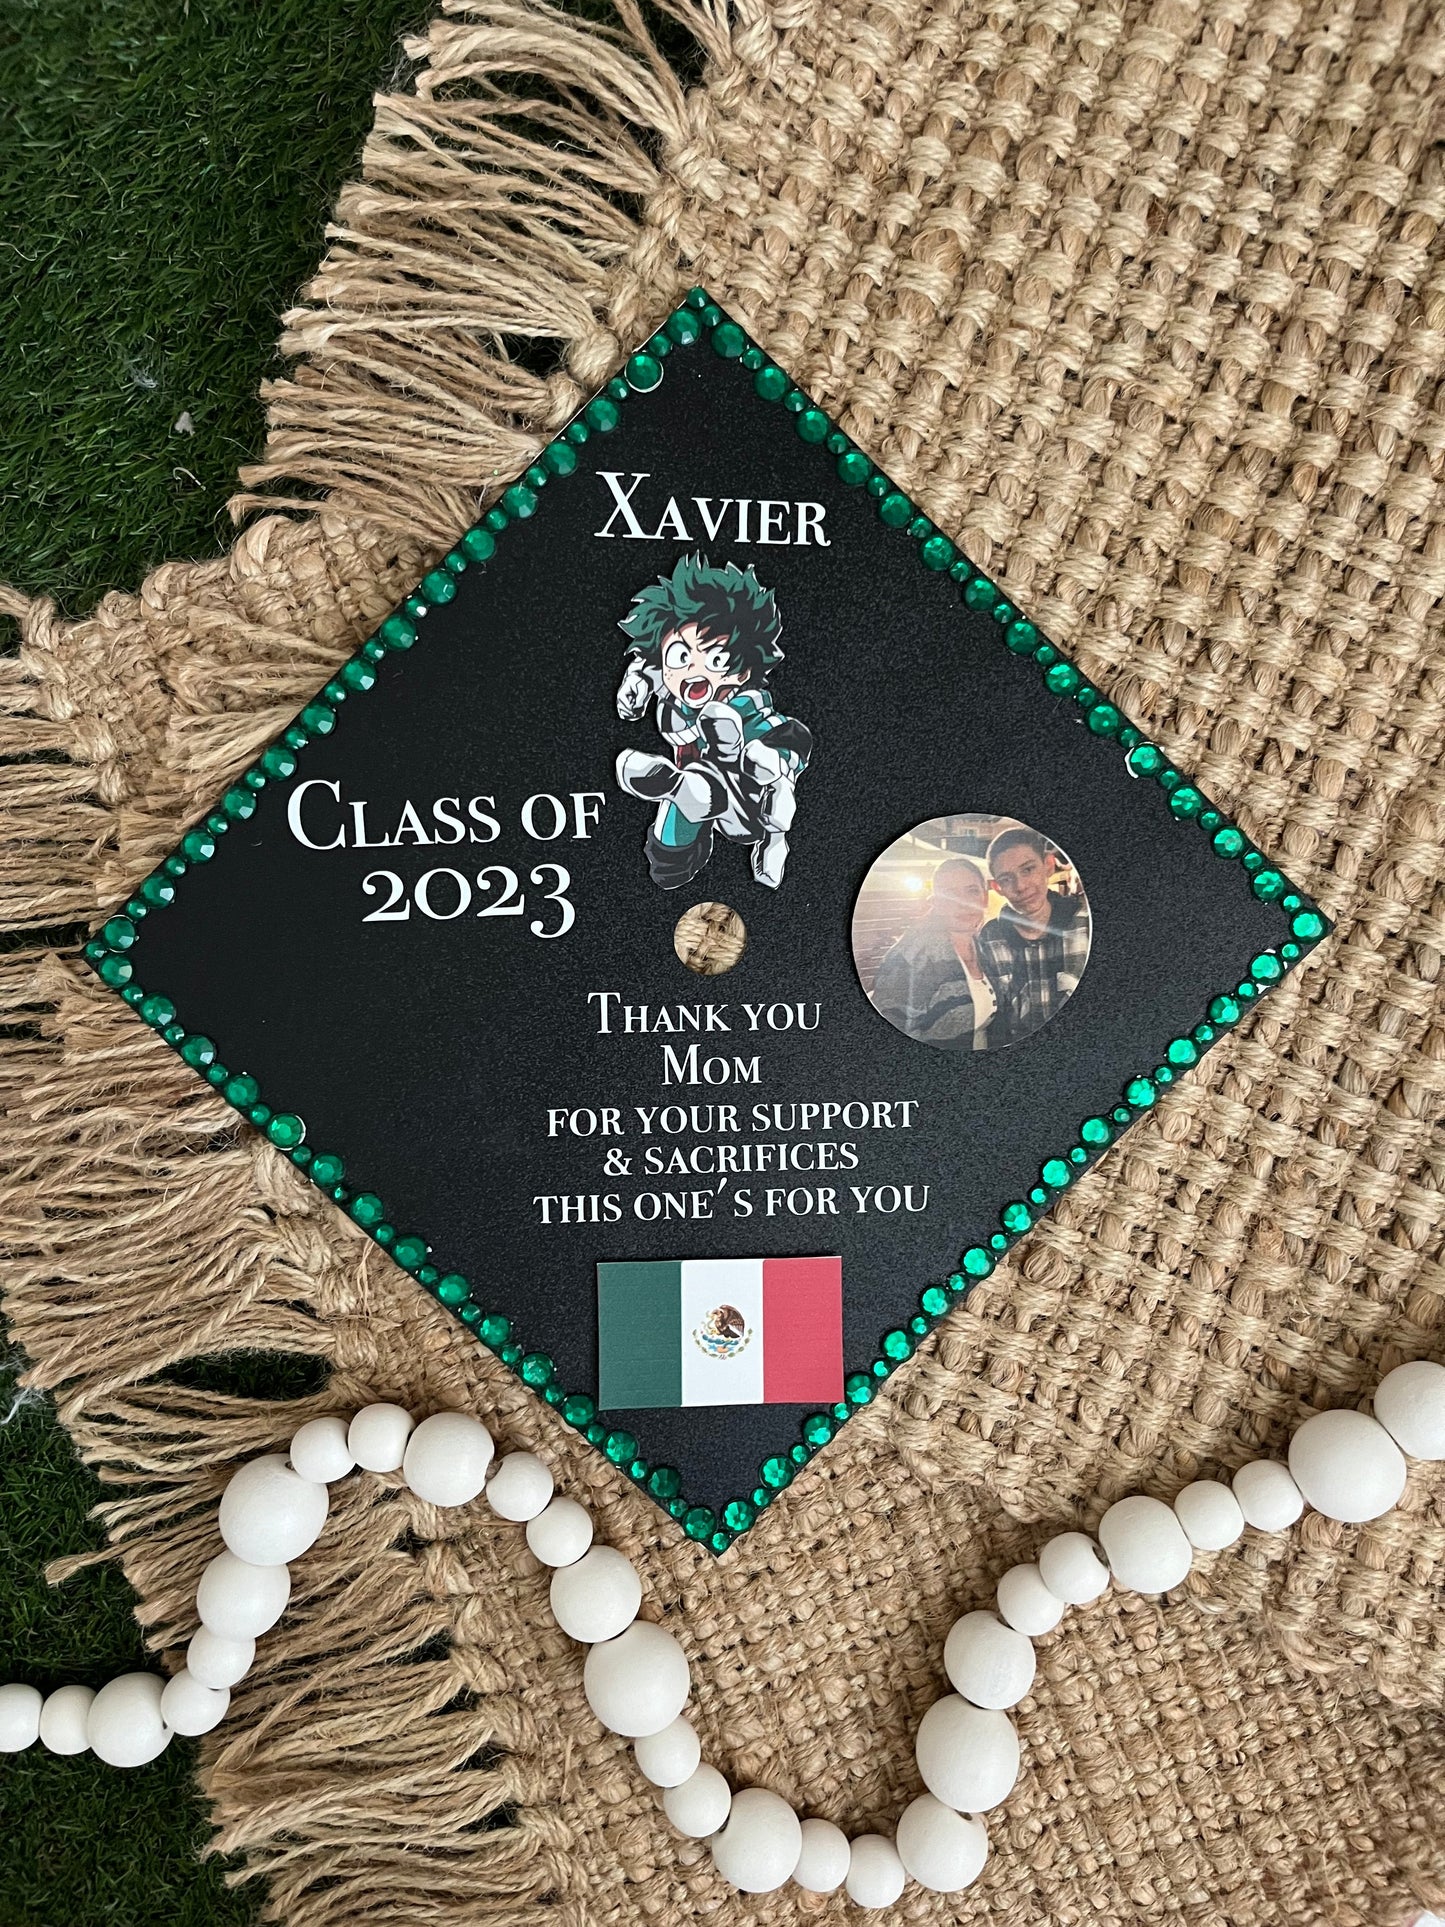 XAVIER
CLASS OF
2023
THANK YOU
MOM
FOR YOUR SUPPORT
& SACRIFICES
THIS ONE'S FOR YOU